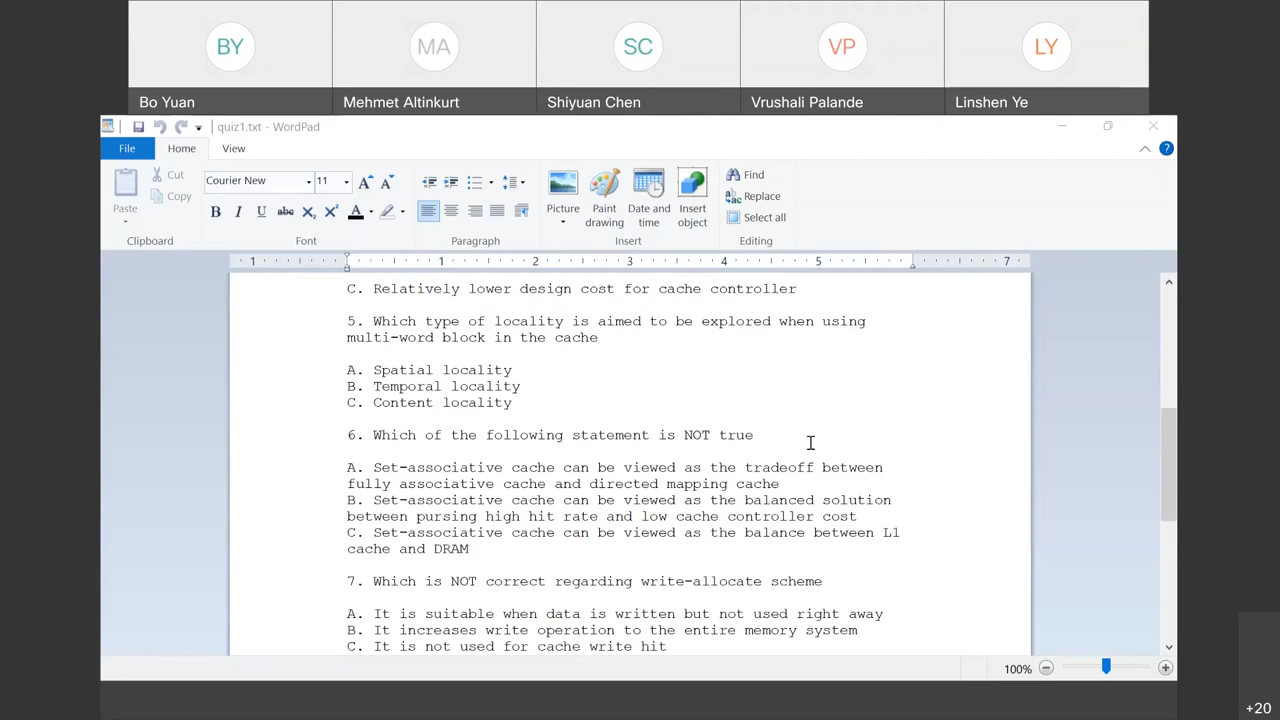 BY
MA
SC
VP
LY
Bo Yuan
Mehmet Altinkurt
Shiyuan Chen
Vrushali Palande
Linshen Ye
quiz1.txt - WordPad
File
Home
View
Paste
Cut
Copy
Clipboard
Courier New
11
Font
Paragraph
Picture
Paint drawing
Date and time
Insert object
Insert
Find
Replace
Select all
Editing
1 1 2 3 4 5 7
C. Relatively lower design cost for cache controller
5. Which type of locality is aimed to be explored when using
multi-word block in the cache
A. Spatial locality
B. Temporal locality
C. Content locality
6. Which of the following statement is NOT true
A. Set-associative cache can be viewed as the tradeoff between
fully associative cache and directed mapping cache
B. Set-associative cache can be viewed as the balanced solution
between pursing high hit rate and low cache controller cost
C. Set-associative cache can be viewed as the balance between L1
cache and DRAM
7. Which is NOT correct regarding write-allocate scheme
A. It is suitable when data is written but not used right away
B. It increases write operation to the entire memory system
C. It is not used for cache write hit
100%
+20